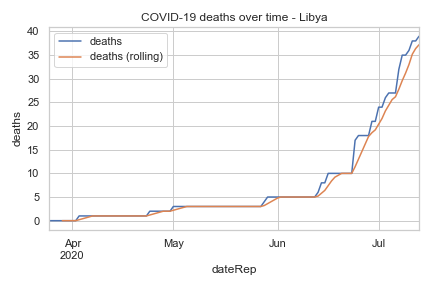 COVID-19 deaths over time - Libya
deaths
deaths (rolling)
40
35
30
25
20
15
10
5
0
deaths
Apr
2020
May
Jun
Jul
dateRep